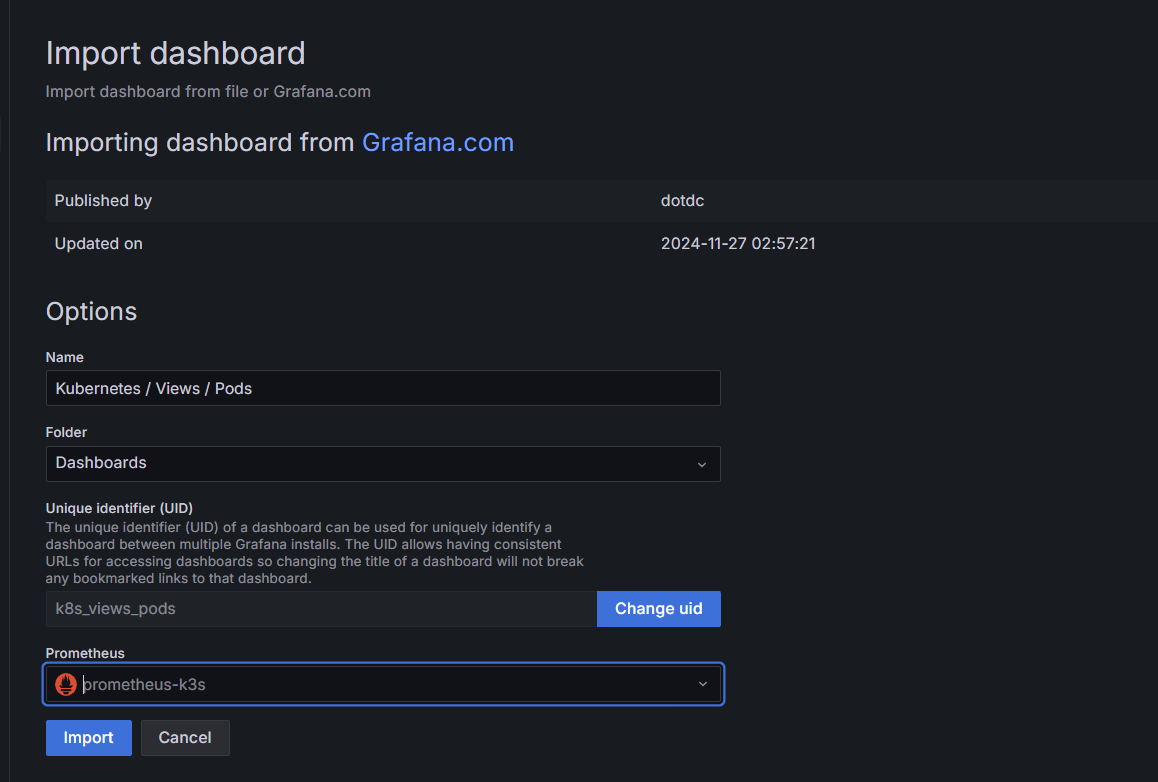 Import dashboard
Import dashboard from file or Grafana.com
Importing dashboard from Grafana.com
Published by dotdc
Updated on 2024-11-27 02:57:21
Options
Name
Kubernetes / Views / Pods
Folder
Dashboards
Unique identifier (UID)
The unique identifier (UID) of a dashboard can be used for uniquely identify a
dashboard between multiple Grafana installs. The UID allows having consistent
URLs for accessing dashboards so changing the title of a dashboard will not break
any bookmarked links to that dashboard.
k8s_views_pods Change uid
Prometheus
prometheus-k3s
Import Cancel